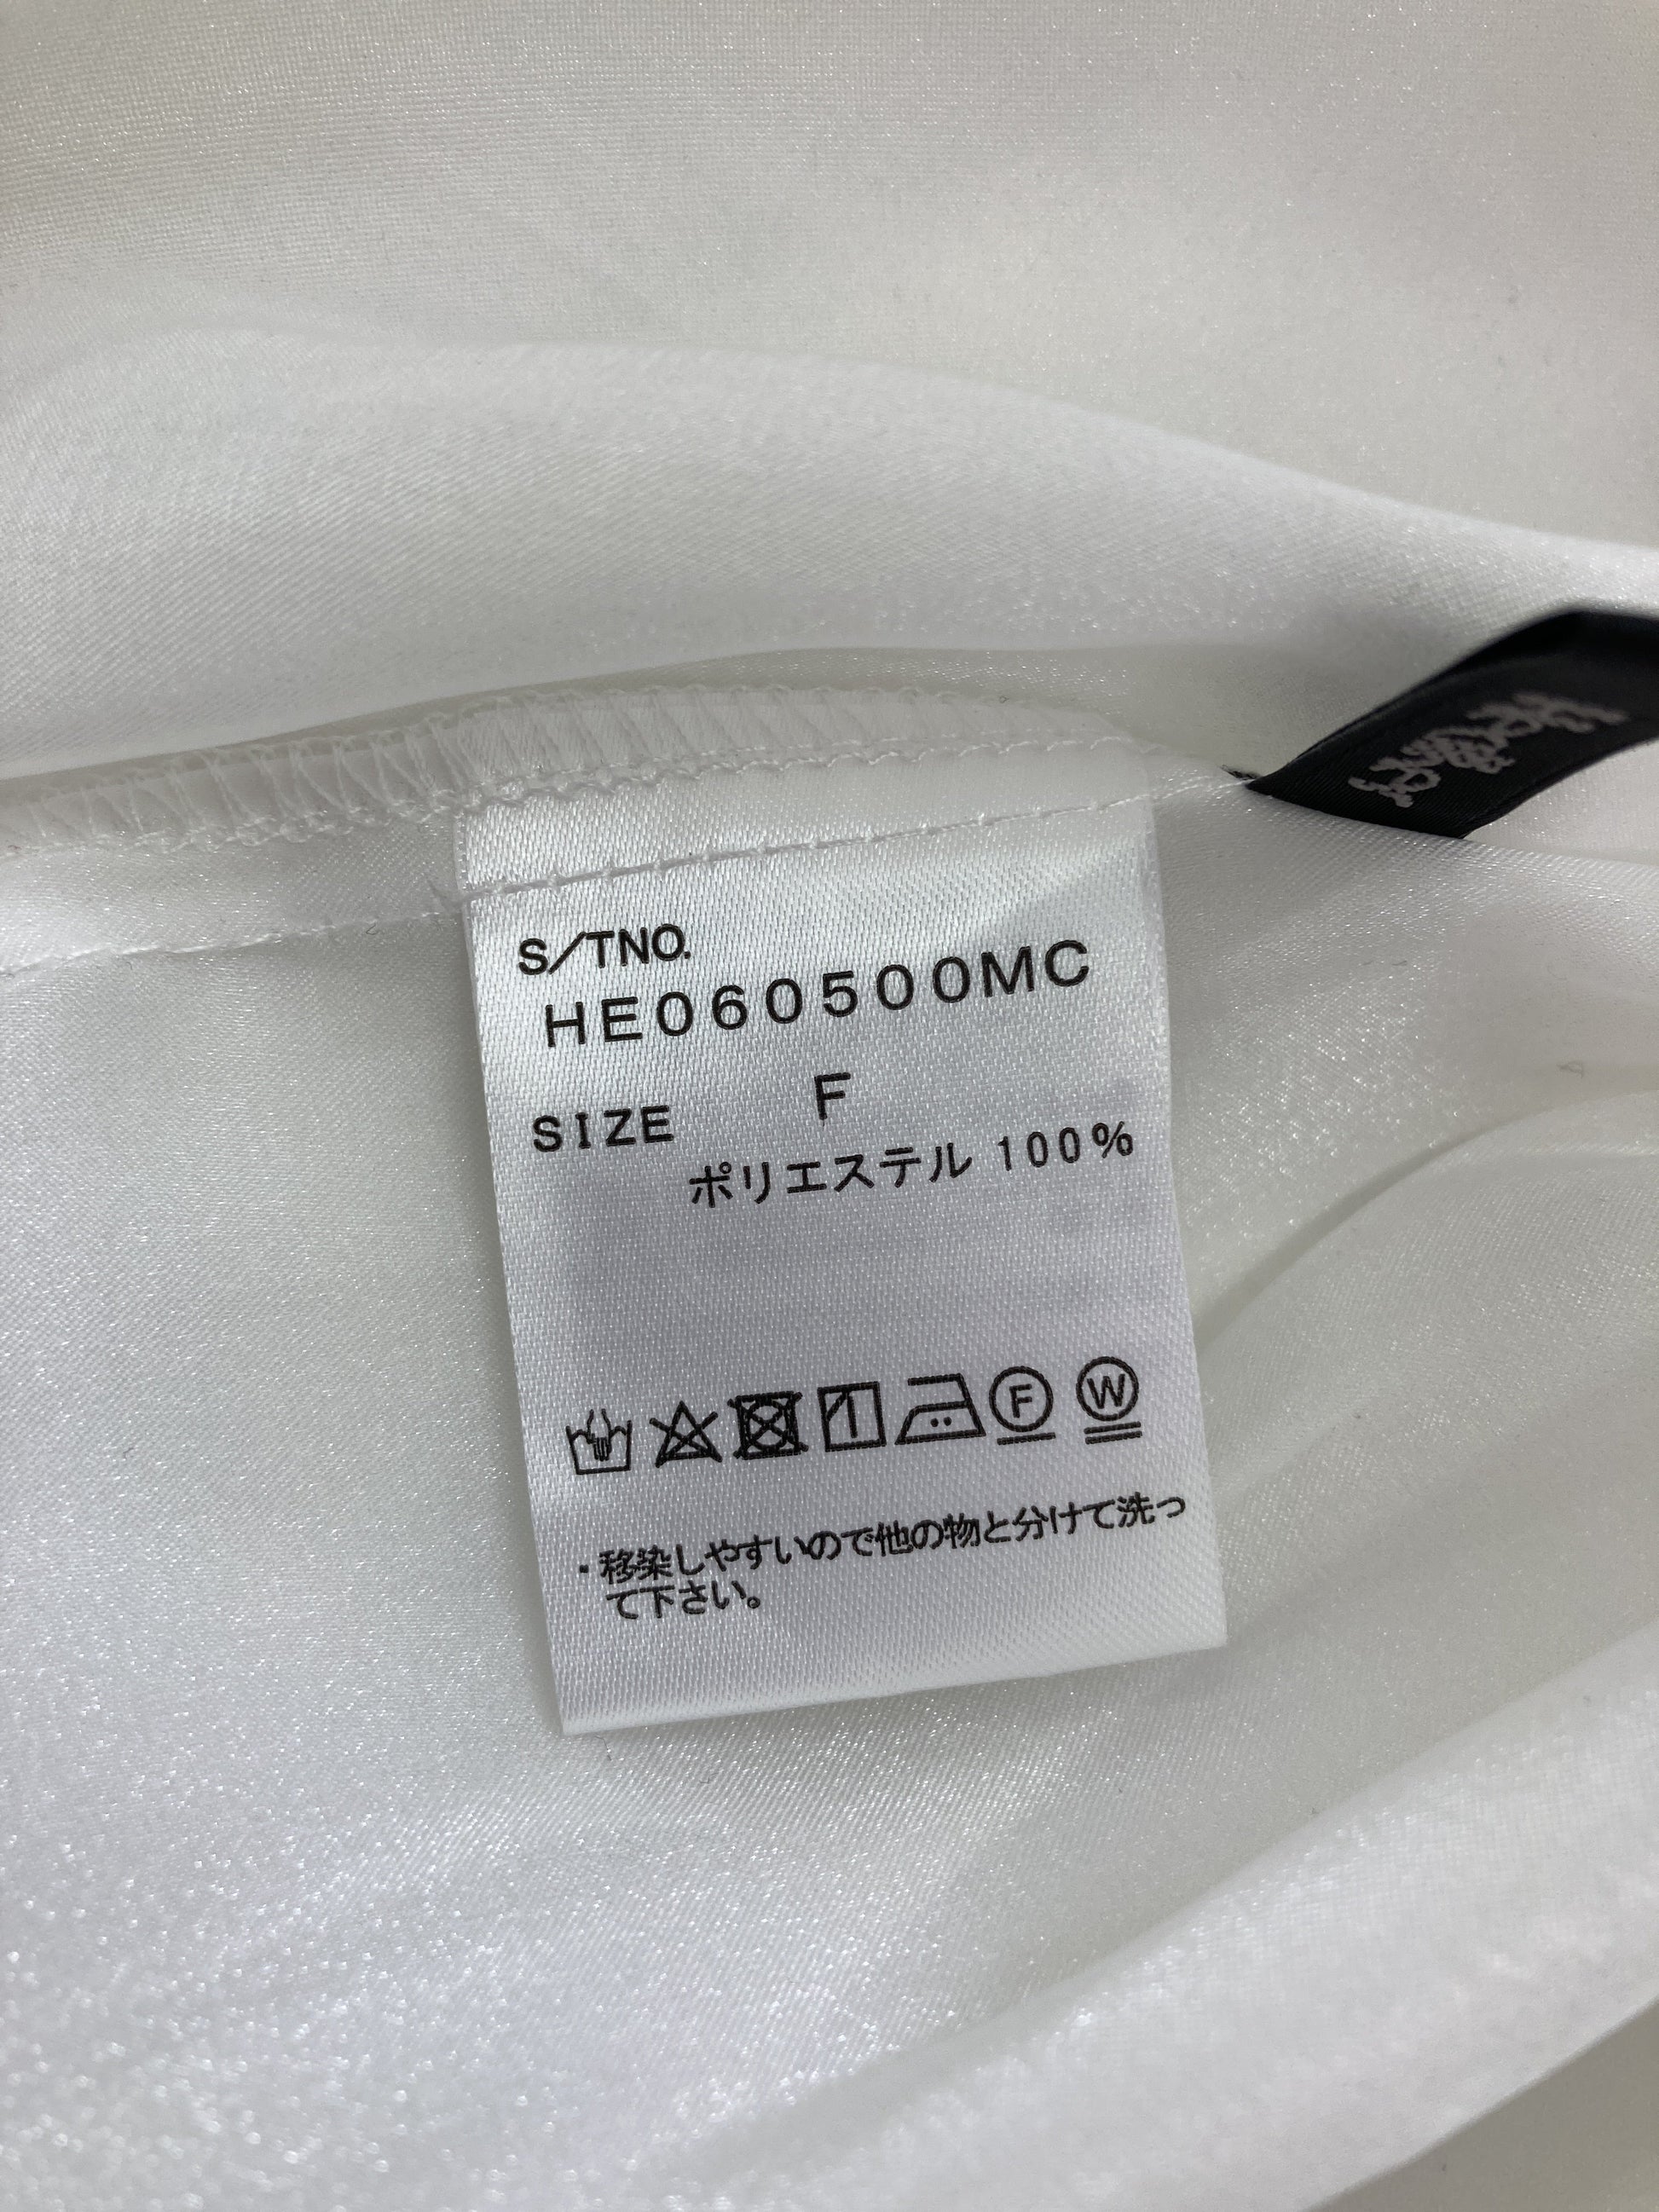 S/TNO.
HE060500MC
SIZE F
ポリエステル 100%
F W
・移染しやすいので他の物と分けて洗っ
て下さい。